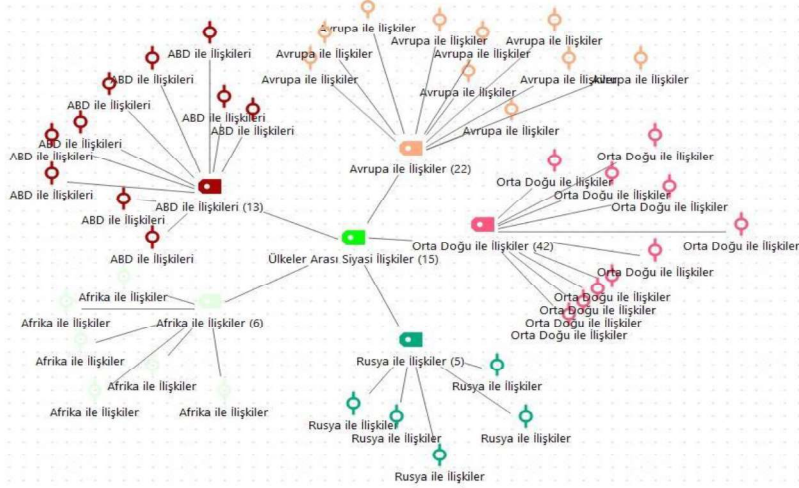 Avrupa ile İlişkiler
Avrupa ile İlişkiler
Avrupa ile İlişkiler
ABD ile İlişkileri
Avrupa ile İlişkiler
Avrupa ile İlişkiler
ABD ile İlişkileri
Avrupa ile İlişkiler
Avrupa ile İlişkiler
Avrupa ile İlişkiler
Avrupa ile İlişkiler
ABD ile İlişkileri
ABD ile İlişkileri
ABD ile İlişkileri
Avrupa ile İlişkiler
ABD ile İlişkileri
ABD ile İlişkileri
Orta Doğu ile İlişkiler
Avrupa ile İlişkiler (22)
Orta Doğu ile İlişkiler
ABD ile İlişkileri
Orta Doğu ile İlişkiler
ABD ile İlişkileri (13)
Orta Doğu ile İlişkiler
ABD ile İlişkileri
Orta Doğu ile İlişkiler (42)
Orta Doğu ile İlişkiler
ABD ile İlişkileri
Ülkeler Arası Siyasi İlişkiler (15)
Orta Doğu ile İlişkiler
Afrika ile İlişkiler
Orta Doğu ile İlişkiler
Orta Doğu ile İlişkiler
Afrika ile İlişkiler
Afrika ile İlişkiler (6)
Orta Doğu ile İlişkiler
Orta Doğu ile İlişkiler
Afrika ile İlişkiler
Rusya ile İlişkiler (5)
Afrika ile İlişkiler
Rusya ile İlişkiler
Afrika ile İlişkiler
Afrika ile İlişkiler
Rusya ile İlişkiler
Rusya ile İlişkiler
Rusya ile İlişkiler
Rusya ile İlişkiler